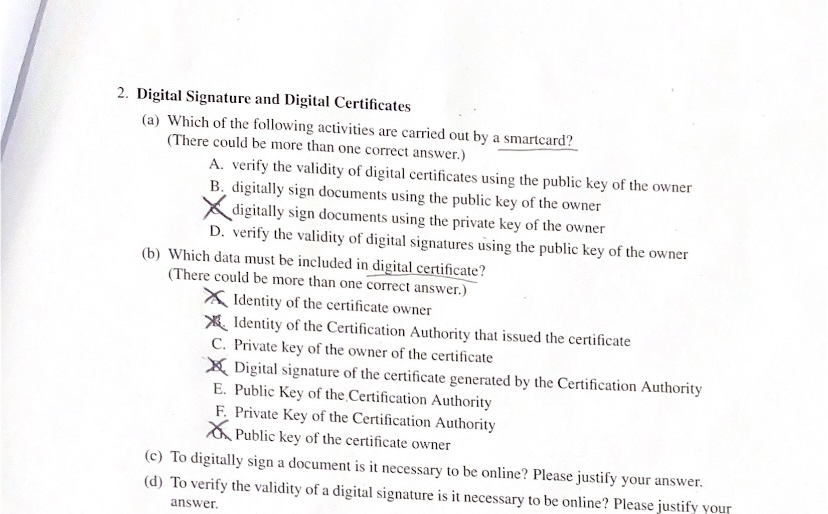 2. Digital Signature and Digital Certificates
(a) Which of the following activities are carried out by a smartcard?
(There could be more than one correct answer.)
A. verify the validity of digital certificates using the public key of the owner
B. digitally sign documents using the public key of the owner
digitally sign documents using the private key of the owner
D. verify the validity of digital signatures using the public key of the owner
(b) Which data must be included in digital certificate?
(There could be more than one correct answer.)
A. Identity of the certificate owner
B. Identity of the Certification Authority that issued the certificate
C. Private key of the owner of the certificate
D. Digital signature of the certificate generated by the Certification Authority
E. Public Key of the Certification Authority
F. Private Key of the Certification Authority
G. Public key of the certificate owner
(c) To digitally sign a document is it necessary to be online? Please justify your answer.
(d) To verify the validity of a digital signature is it necessary to be online? Please justify your
answer.